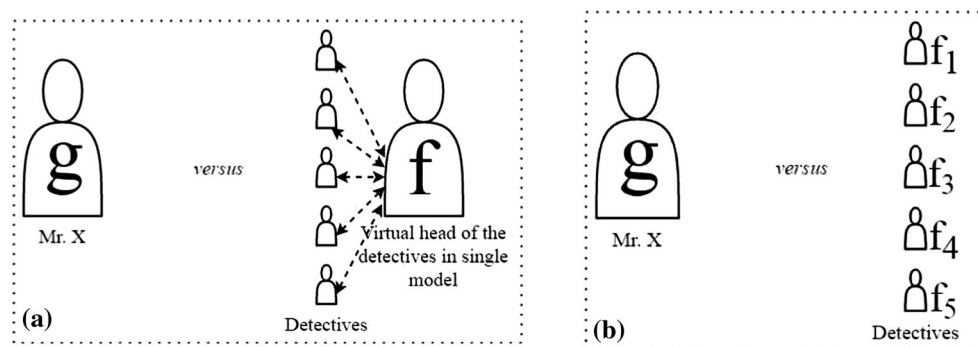 g
versus
f
Mr. X
Virtual head of the
detectives in single
model
Detectives
(a)
g
Mr. X
versus
f1
f2
f3
f4
f5
Detectives
(b)